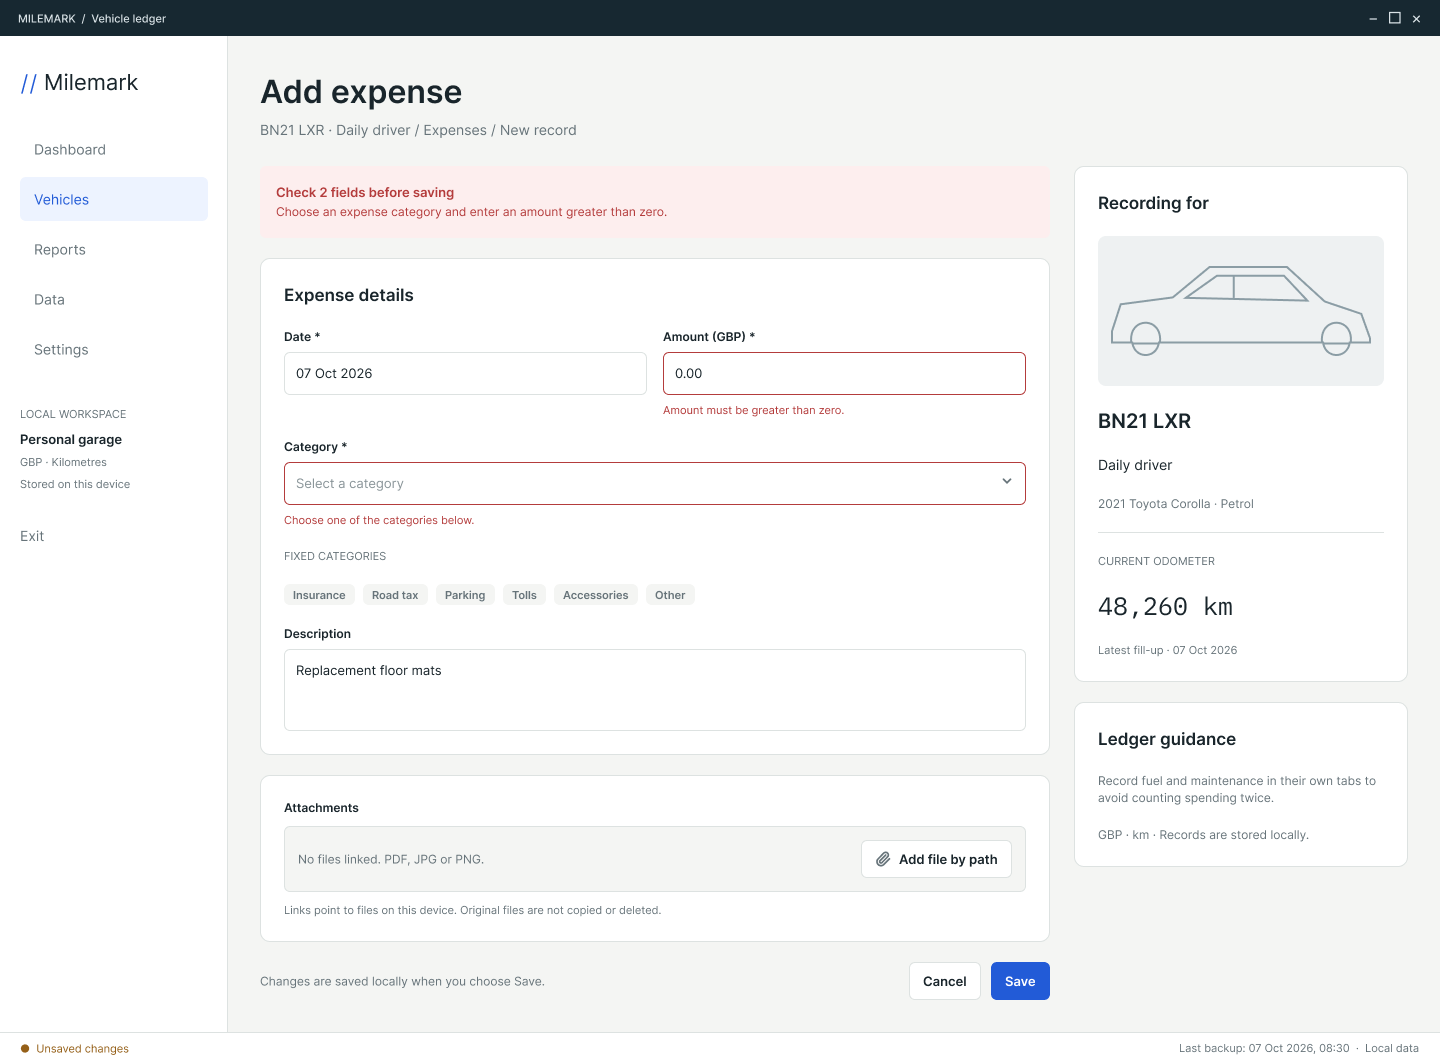 MILEMARK / Vehicle ledger
// Milemark
Dashboard
Vehicles
Reports
Data
Settings
LOCAL WORKSPACE
Personal garage
GBP · Kilometres
Stored on this device
Exit
Add expense
BN21 LXR · Daily driver / Expenses / New record
Check 2 fields before saving
Choose an expense category and enter an amount greater than zero.
Expense details
Date *
07 Oct 2026
Amount (GBP) *
0.00
Amount must be greater than zero.
Category *
Select a category
Choose one of the categories below.
FIXED CATEGORIES
Insurance Road tax Parking Tolls Accessories Other
Description
Replacement floor mats
Attachments
No files linked. PDF, JPG or PNG.
Add file by path
Links point to files on this device. Original files are not copied or deleted.
Changes are saved locally when you choose Save.
Cancel
Save
Recording for
BN21 LXR
Daily driver
2021 Toyota Corolla · Petrol
CURRENT ODOMETER
48,260 km
Latest fill-up · 07 Oct 2026
Ledger guidance
Record fuel and maintenance in their own tabs to
avoid counting spending twice.
GBP · km · Records are stored locally.
Unsaved changes
Last backup: 07 Oct 2026, 08:30 · Local data